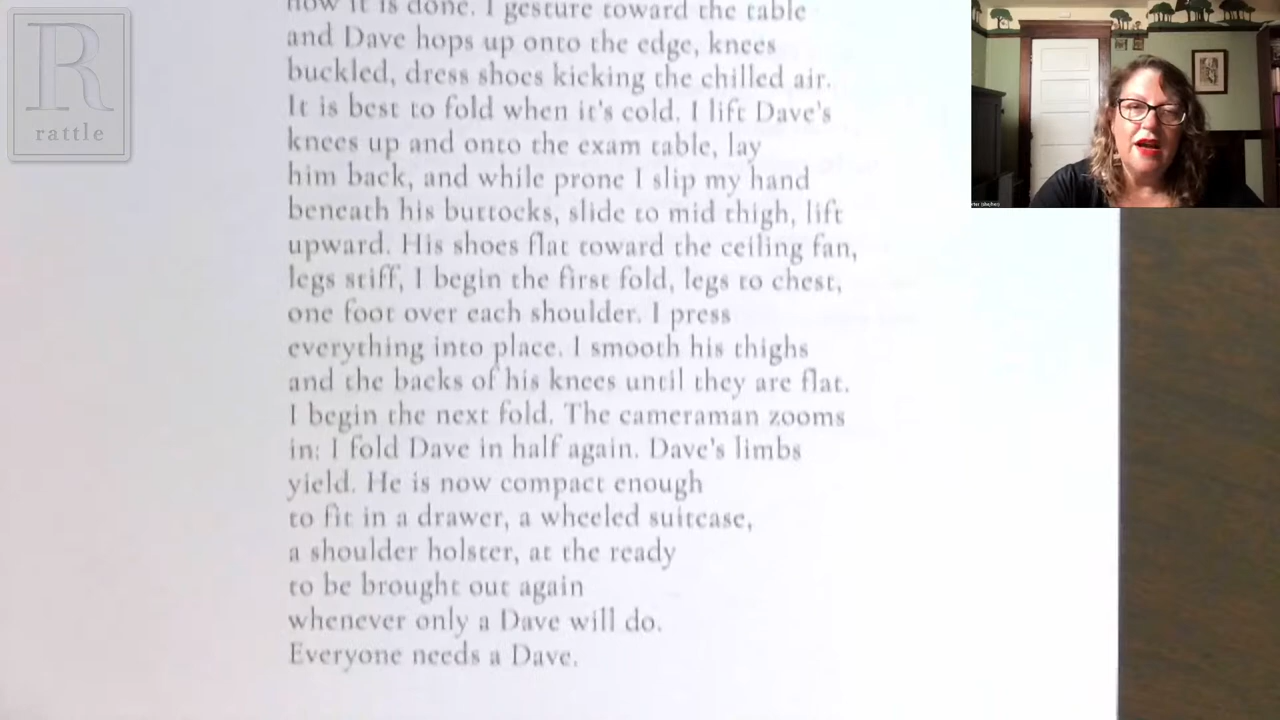 R
rattle
how it is done. I gesture toward the table
and Dave hops up onto the edge, knees
buckled, dress shoes kicking the chilled air.
It is best to fold when it's cold. I lift Dave's
knees up and onto the exam table, lay
him back, and while prone I slip my hand
beneath his buttocks, slide to mid thigh, lift
upward. His shoes flat toward the ceiling fan,
legs stiff, I begin the first fold, legs to chest,
one foot over each shoulder. I press
everything into place. I smooth his thighs
and the backs of his knees until they are flat.
I begin the next fold. The cameraman zooms
in: I fold Dave in half again. Dave's limbs
yield. He is now compact enough
to fit in a drawer, a wheeled suitcase,
a shoulder holster, at the ready
to be brought out again
whenever only a Dave will do.
Everyone needs a Dave.